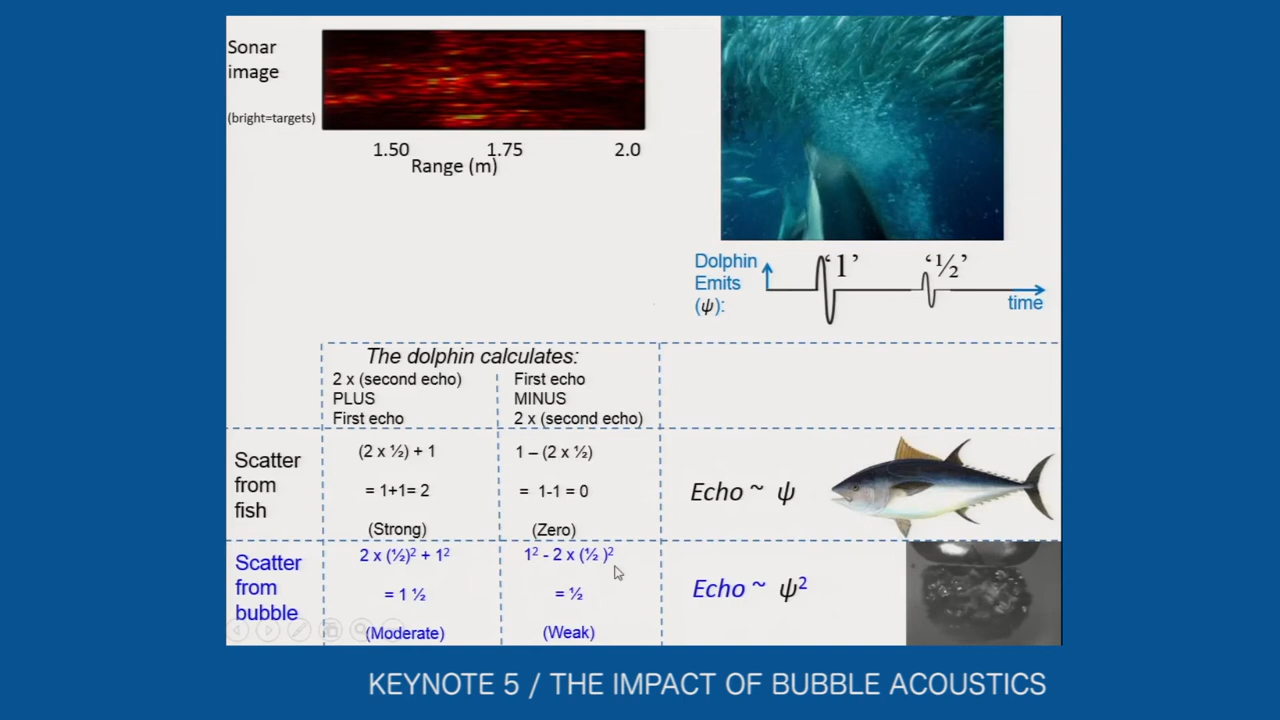 Sonar
image
(bright=targets)
1.50 1.75 2.0
Range (m)
Dolphin
Emits
(ψ):
‘1’ ‘½’
time
The dolphin calculates:
2 x (second echo)
PLUS
First echo
First echo
MINUS
2 x (second echo)
Scatter
from
fish
(2 x ½) + 1
= 1+1= 2
(Strong)
1 – (2 x ½)
= 1-1 = 0
(Zero)
Echo ~ ψ
Scatter
from
bubble
2 x (½)² + 1²
= 1 ½
(Moderate)
1² - 2 x (½ )²
= ½
(Weak)
Echo ~ ψ²
KEYNOTE 5 / THE IMPACT OF BUBBLE ACOUSTICS